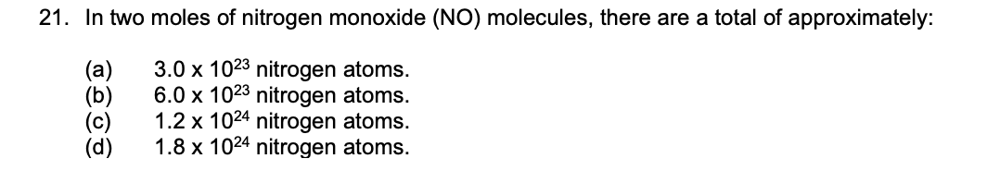 21. In two moles of nitrogen monoxide (NO) molecules, there are a total of approximately:
(a) 3.0 x 10²³ nitrogen atoms.
(b) 6.0 x 10²³ nitrogen atoms.
(c) 1.2 x 10²⁴ nitrogen atoms.
(d) 1.8 x 10²⁴ nitrogen atoms.